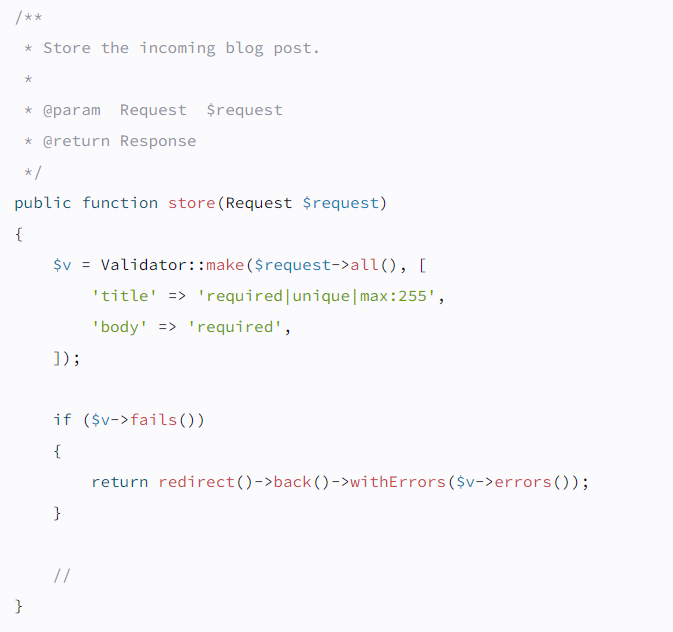 /**
 * Store the incoming blog post.
 *
 * @param  Request  $request
 * @return Response
 */
public function store(Request $request)
{
    $v = Validator::make($request->all(), [
        'title' => 'required|unique|max:255',
        'body' => 'required',
    ]);

    if ($v->fails())
    {
        return redirect()->back()->withErrors($v->errors());
    }

    //
}